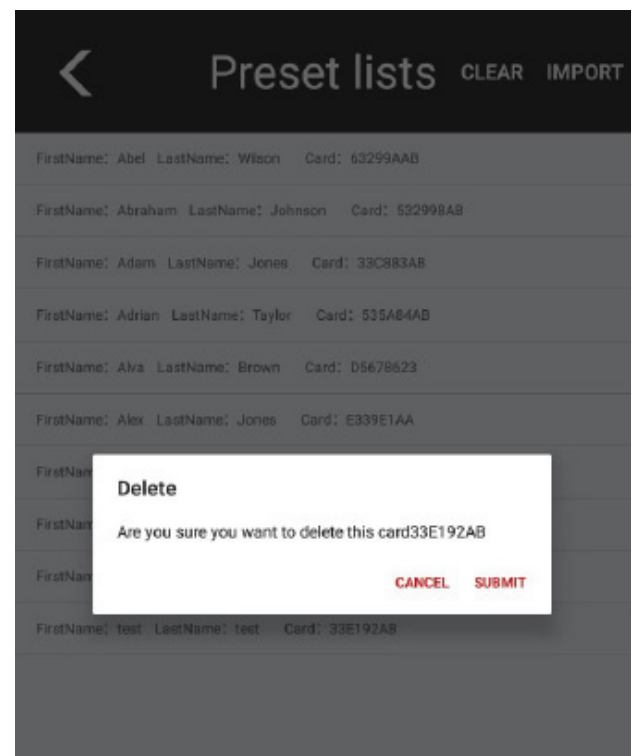 Preset lists CLEAR IMPORT
FirstName: Abel LastName: Wilson Card: 63299AAB
FirstName: Abraham LastName: Johnson Card: 532998AB
FirstName: Adam LastName: Jones Card: 33C883AB
FirstName: Adrian LastName: Taylor Card: 535A84AB
FirstName: Alva LastName: Brown Card: D5678623
FirstName: Alex LastName: Jones Card: E339E1AA
Delete
Are you sure you want to delete this card33E192AB
CANCEL SUBMIT
FirstName: test LastName: test Card: 33E192AB